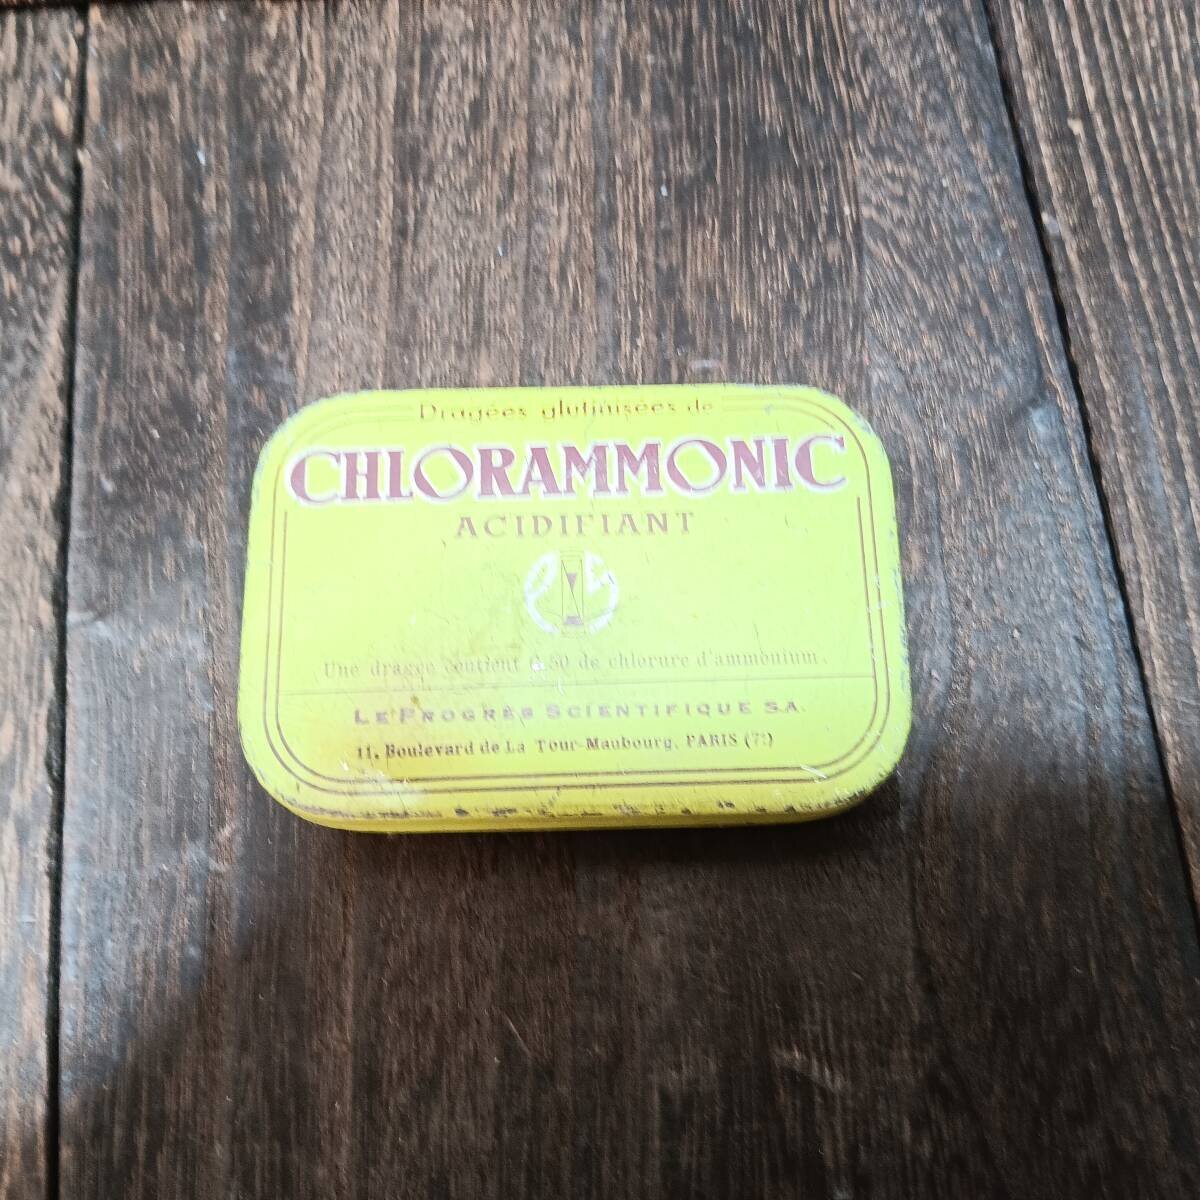 Dragées glutinisées de
CHLORAMMONIC
ACIDIFIANT
Une dragée contient 0,50 de chlorure d'ammonium.
LE PROGRÈS SCIENTIFIQUE S.A.
11, Boulevard de La Tour-Maubourg, PARIS (7e)